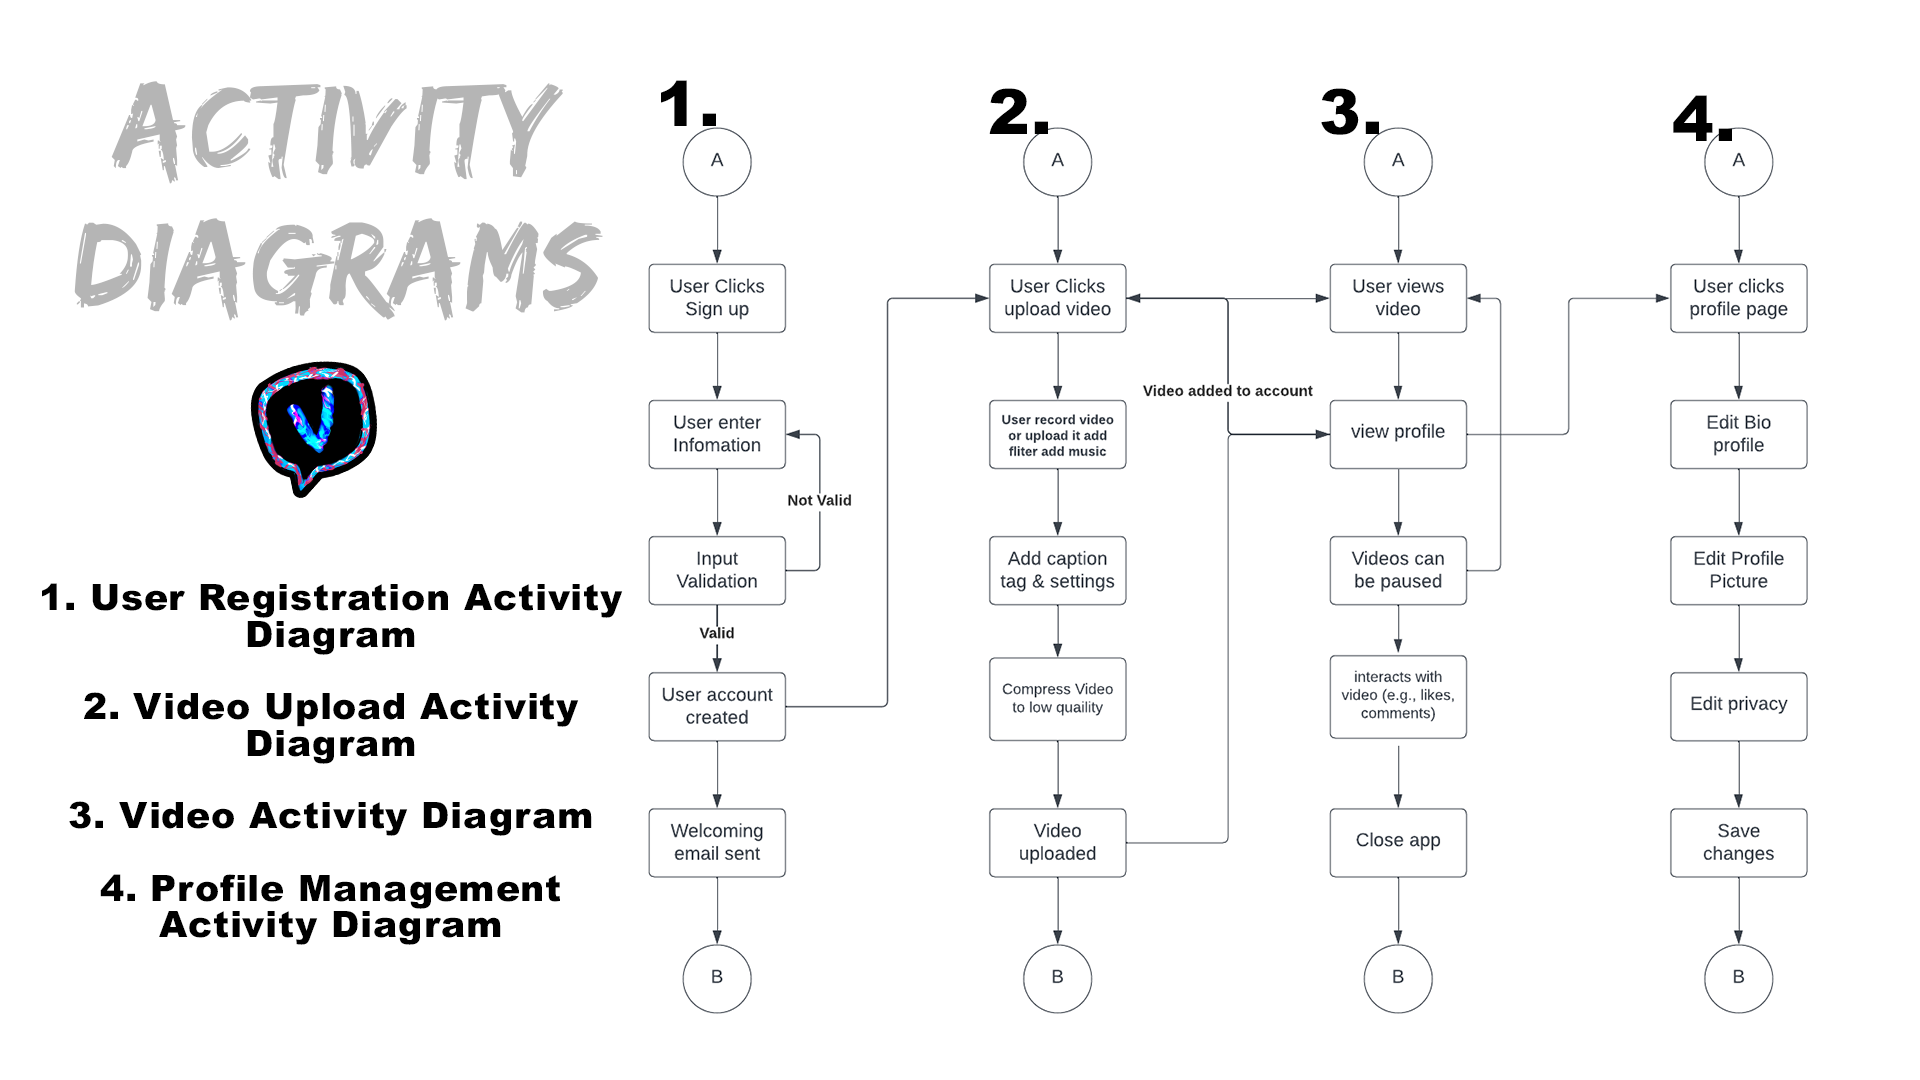 ACTIVITY
DIAGRAMS
V
1. User Registration Activity
Diagram
2. Video Upload Activity
Diagram
3. Video Activity Diagram
4. Profile Management
Activity Diagram
1.
A
User Clicks
Sign up
User enter
Infomation
Not Valid
Input
Validation
Valid
User account
created
Welcoming
email sent
B
2.
A
User Clicks
upload video
User record video
or upload it add
fliter add music
Add caption
tag & settings
Compress Video
to low quaility
Video
uploaded
B
Video added to account
3.
A
User views
video
view profile
Videos can
be paused
interacts with
video (e.g., likes,
comments)
Close app
B
4.
A
User clicks
profile page
Edit Bio
profile
Edit Profile
Picture
Edit privacy
Save
changes
B